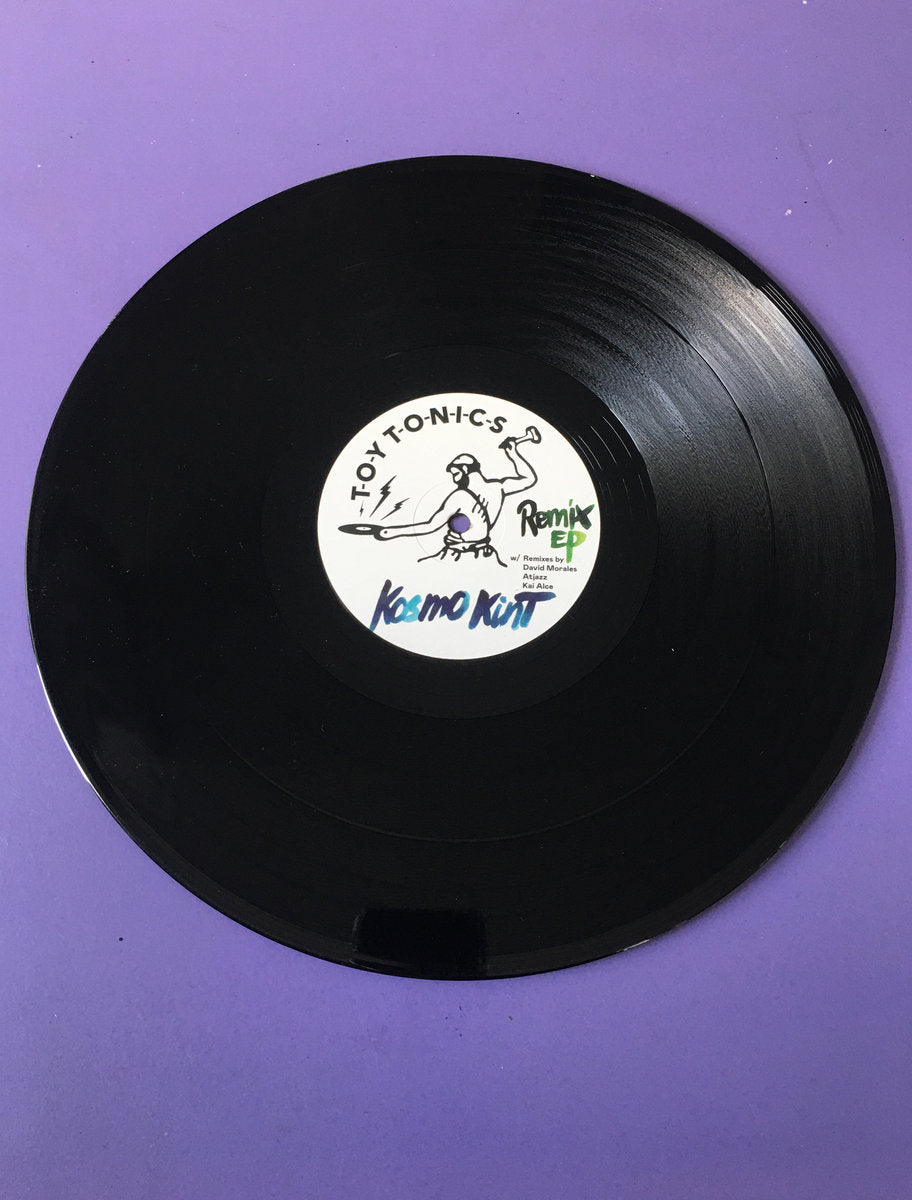 T-O-Y T-O-N-I-C-S
Remix
EP
w/ Remixes by
David Morales
Atjazz
Kai Alce
Kosmo Kint